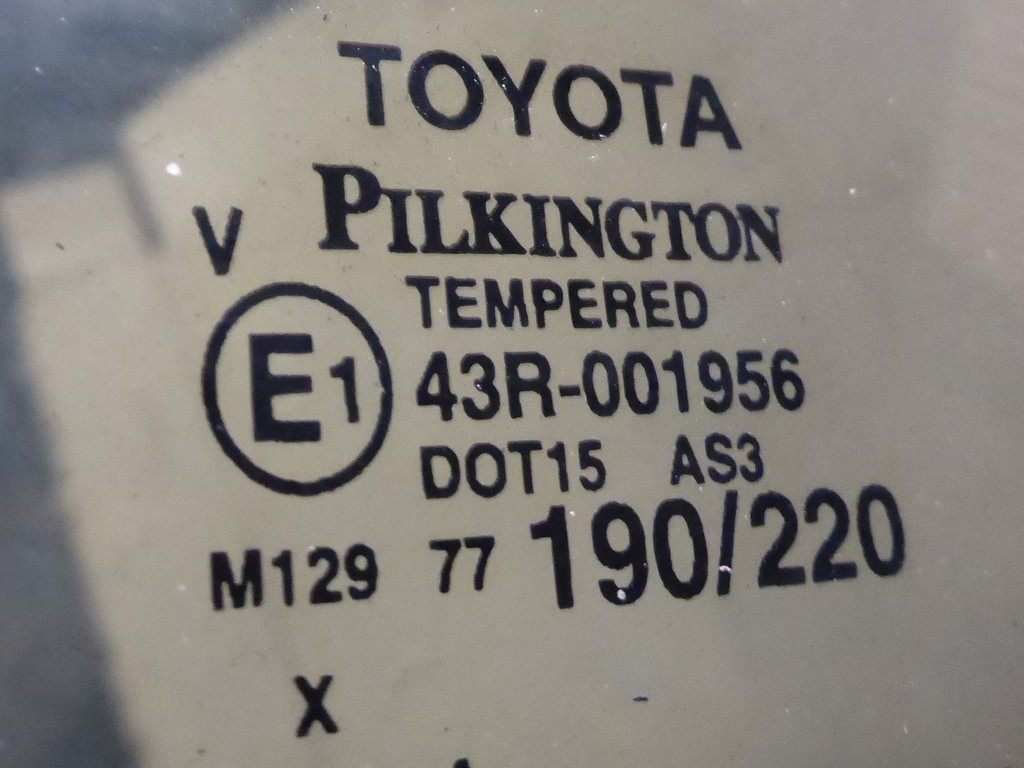 TOYOTA
V PILKINGTON
TEMPERED
E1 43R-001956
DOT15 AS3
M129 77 190/220
X